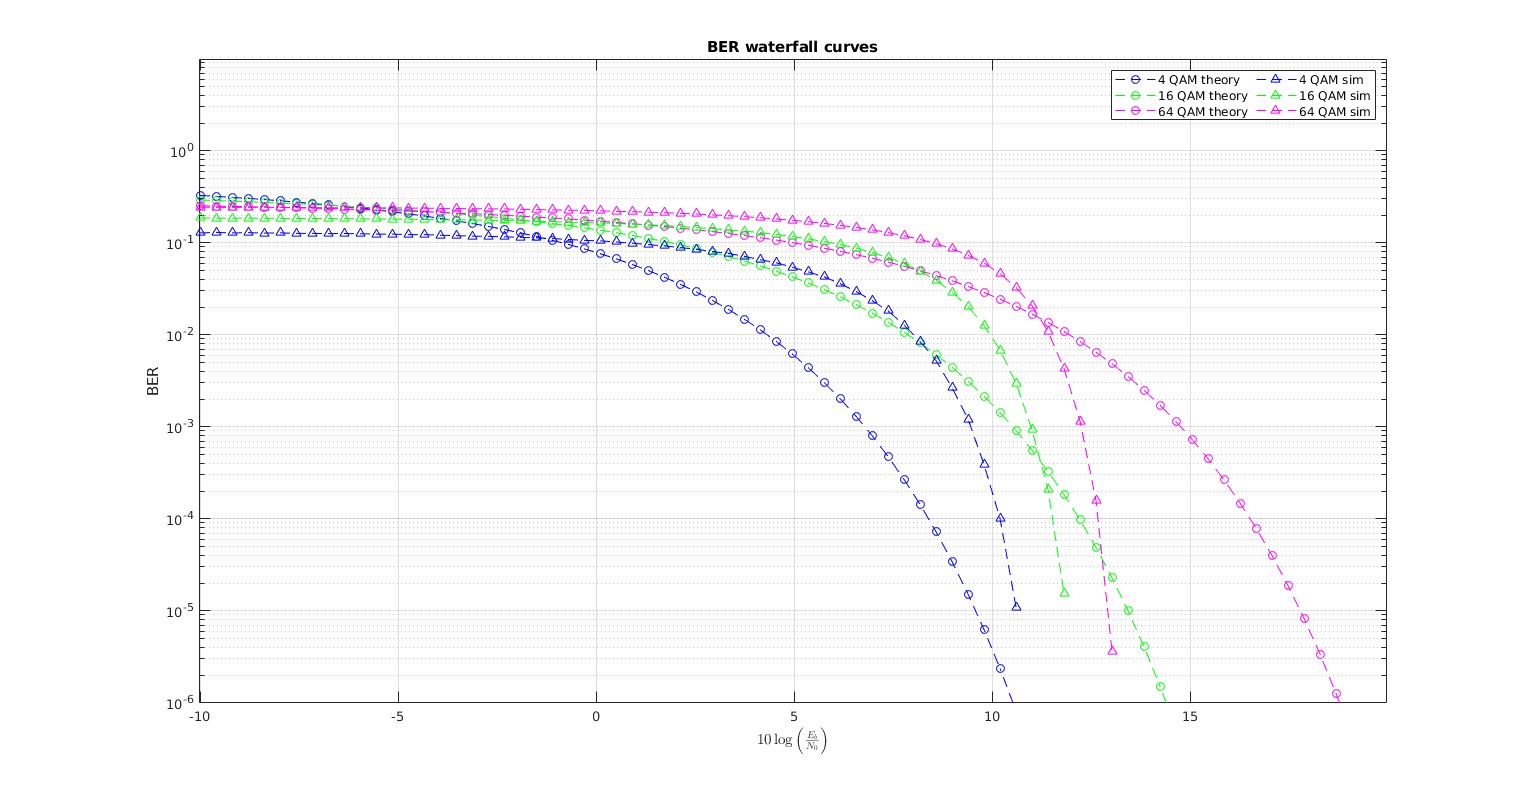 BER waterfall curves
4 QAM theory 4 QAM sim
16 QAM theory 16 QAM sim
64 QAM theory 64 QAM sim
BER
10^0
10^-1
10^-2
10^-3
10^-4
10^-5
10^-6
-10 -5 0 5 10 15
10 log (E_b/N_0)